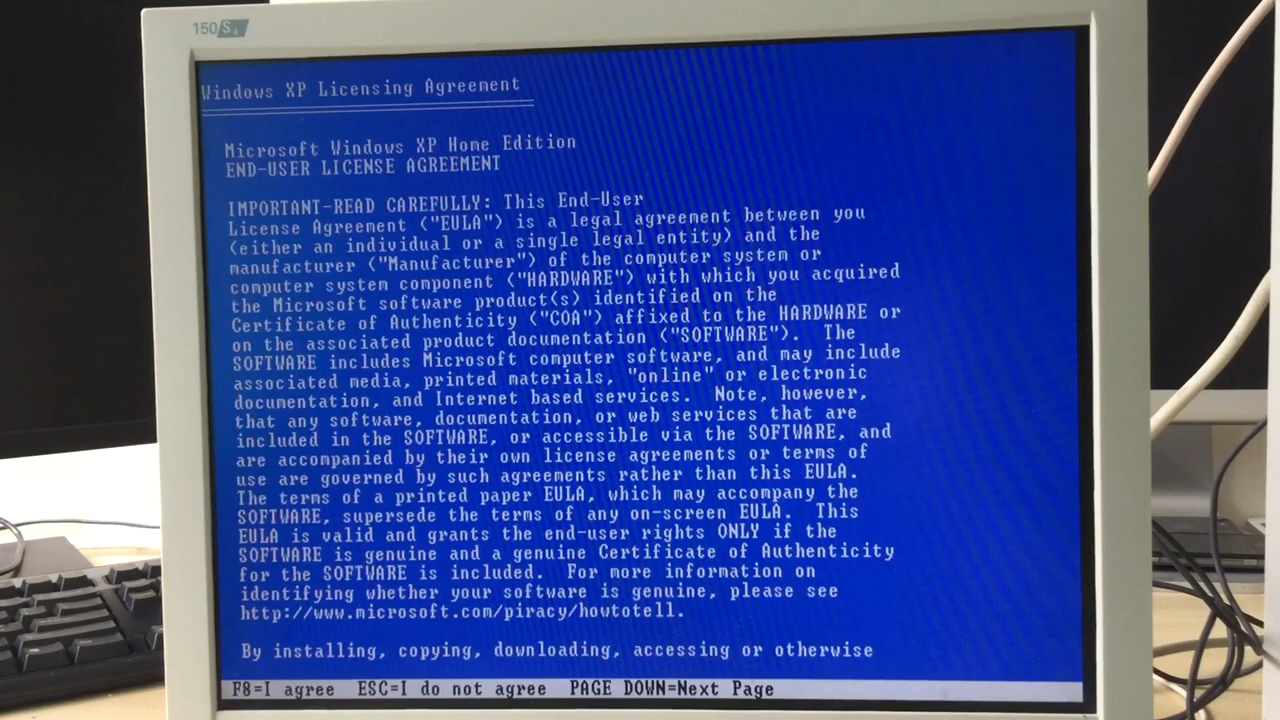 150S
Windows XP Licensing Agreement
Microsoft Windows XP Home Edition
END-USER LICENSE AGREEMENT
IMPORTANT-READ CAREFULLY: This End-User
License Agreement ("EULA") is a legal agreement between you
(either an individual or a single legal entity) and the
manufacturer ("Manufacturer") of the computer system or
computer system component ("HARDWARE") with which you acquired
the Microsoft software product(s) identified on the
Certificate of Authenticity ("COA") affixed to the HARDWARE or
on the associated product documentation ("SOFTWARE").  The
SOFTWARE includes Microsoft computer software, and may include
associated media, printed materials, "online" or electronic
documentation, and Internet based services.  Note, however,
that any software, documentation, or web services that are
included in the SOFTWARE, or accessible via the SOFTWARE, and
are accompanied by their own license agreements or terms of
use are governed by such agreements rather than this EULA.
The terms of a printed paper EULA, which may accompany the
SOFTWARE, supersede the terms of any on-screen EULA.  This
EULA is valid and grants the end-user rights ONLY if the
SOFTWARE is genuine and a genuine Certificate of Authenticity
for the SOFTWARE is included.  For more information on
identifying whether your software is genuine, please see
http://www.microsoft.com/piracy/howtotell.
By installing, copying, downloading, accessing or otherwise
F8=I agree  ESC=I do not agree  PAGE DOWN=Next Page